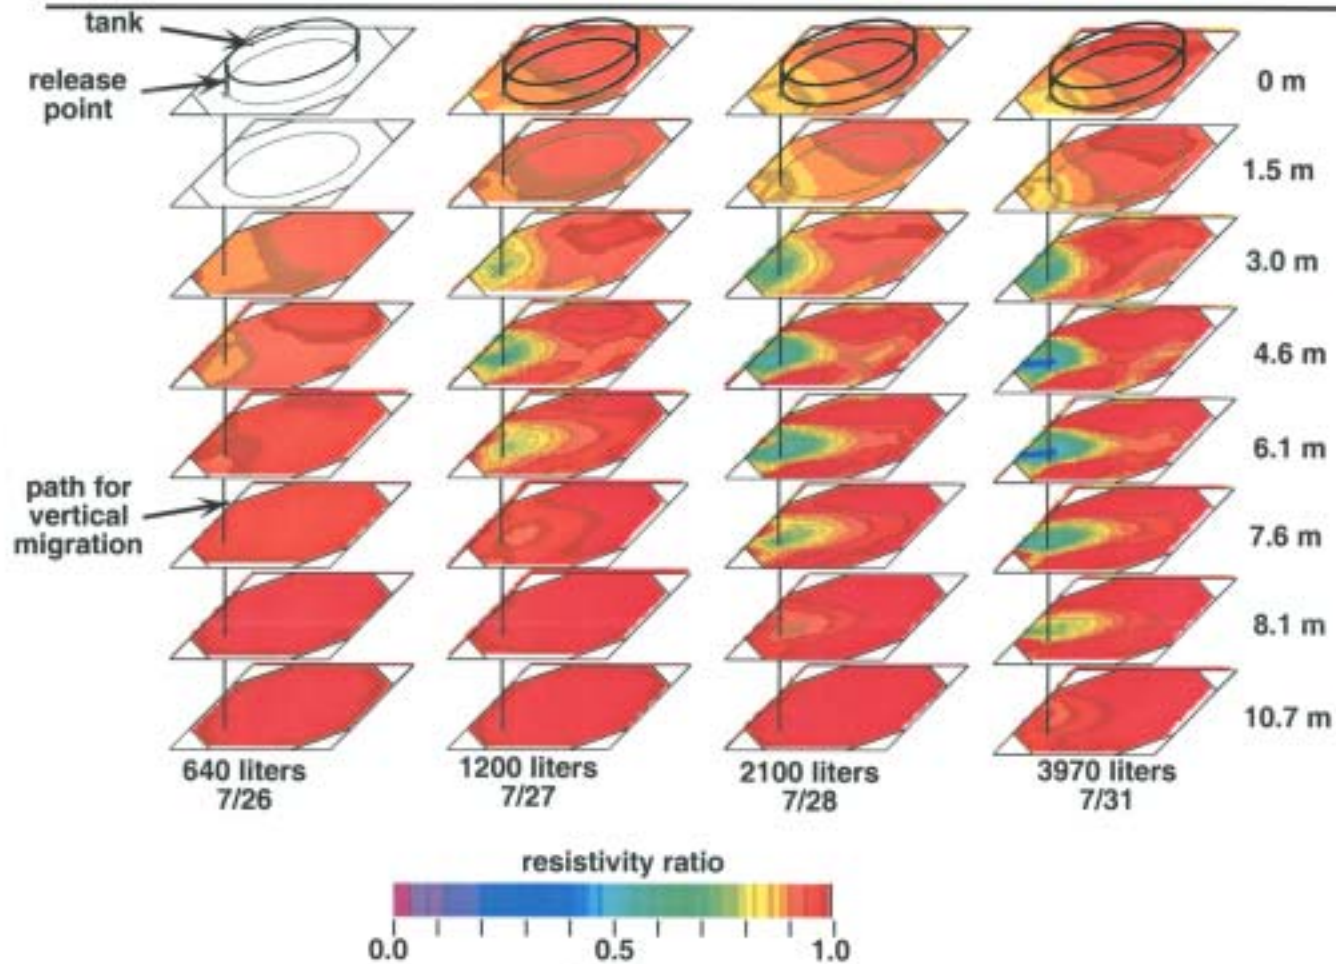 tank
release
point
0 m
1.5 m
3.0 m
4.6 m
6.1 m
path for
vertical
migration
7.6 m
8.1 m
10.7 m
640 liters
7/26
1200 liters
7/27
2100 liters
7/28
3970 liters
7/31
resistivity ratio
0.0
0.5
1.0